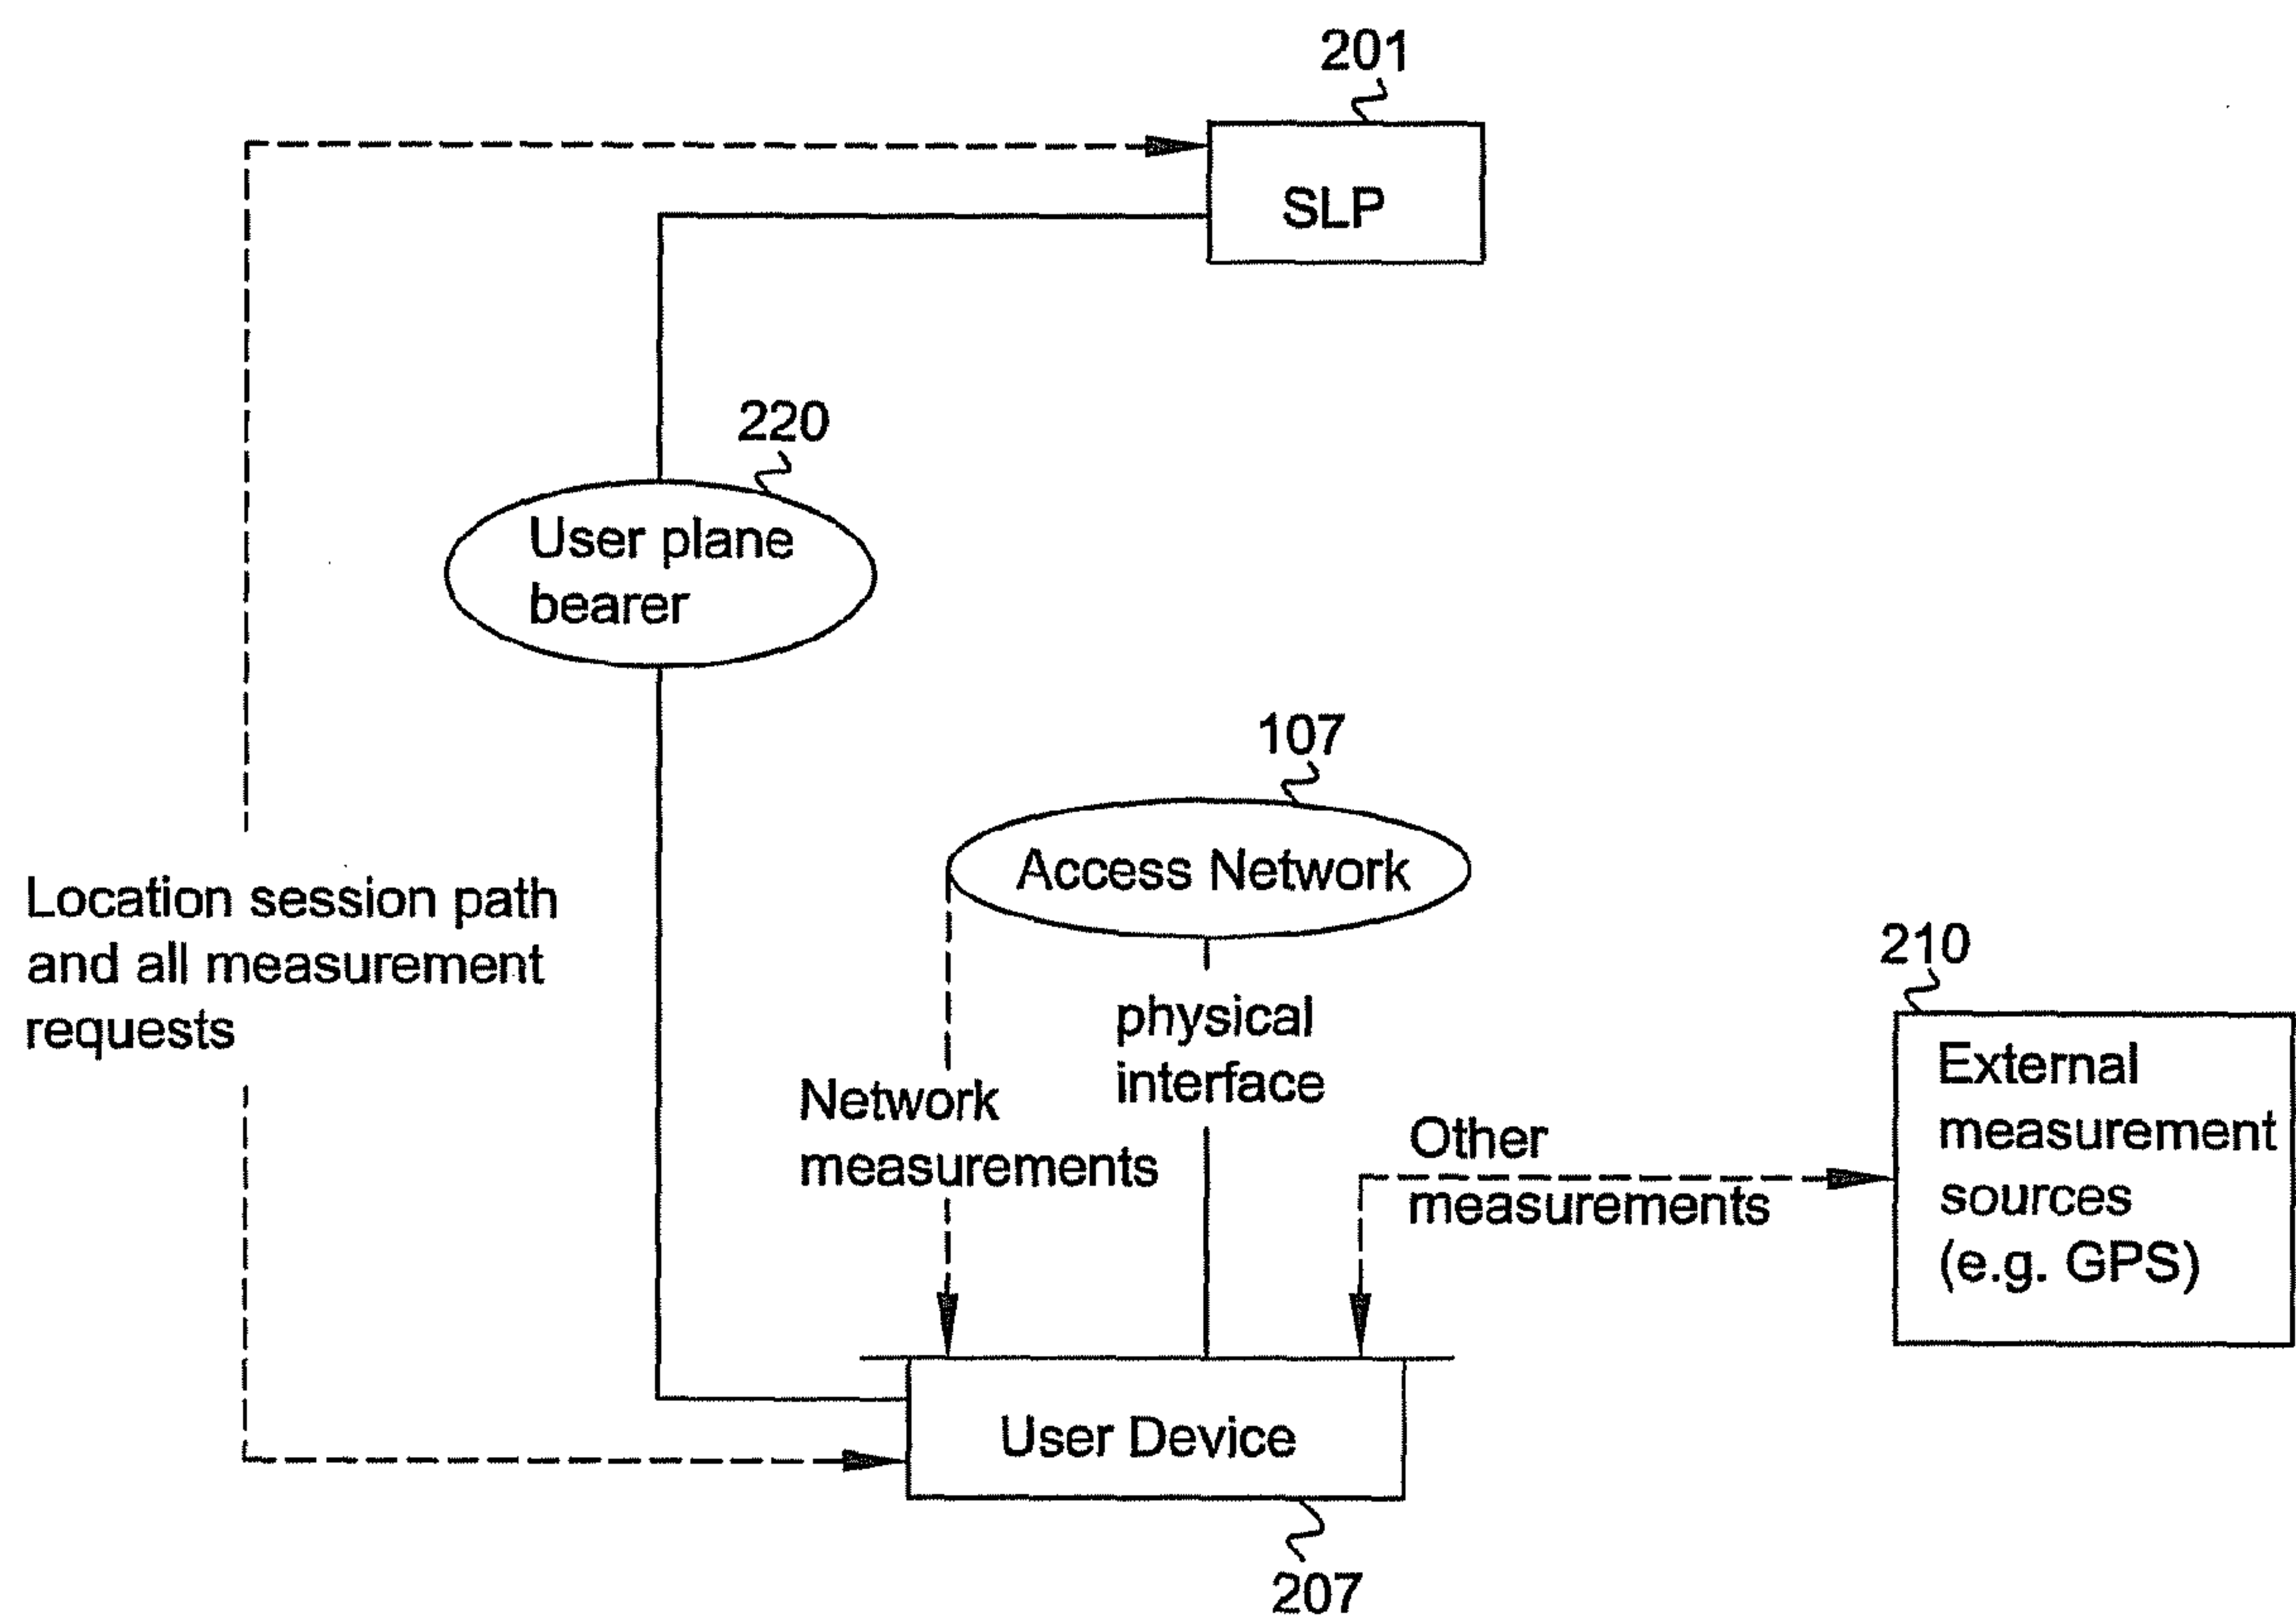 201
SLP
220
User plane
bearer
107
Access Network
Location session path
and all measurement
requests
210
physical
interface
External
measurement
sources
(e.g. GPS)
Network
measurements
Other
measurements
User Device
207